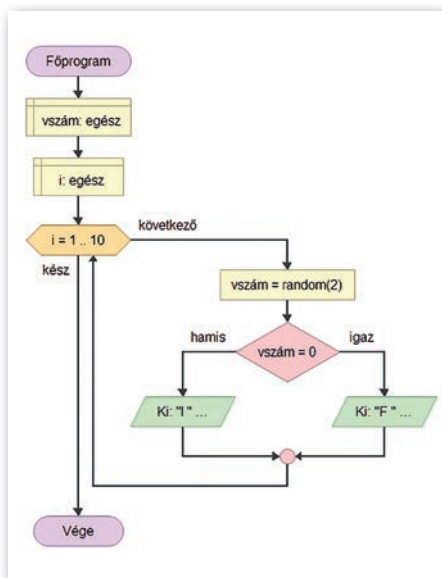 Főprogram
vszám: egész
i: egész
i = 1 .. 10
következő
kész
vszám = random(2)
hamis
igaz
vszám = 0
Ki: "I " ...
Ki: "F " ...
Vége